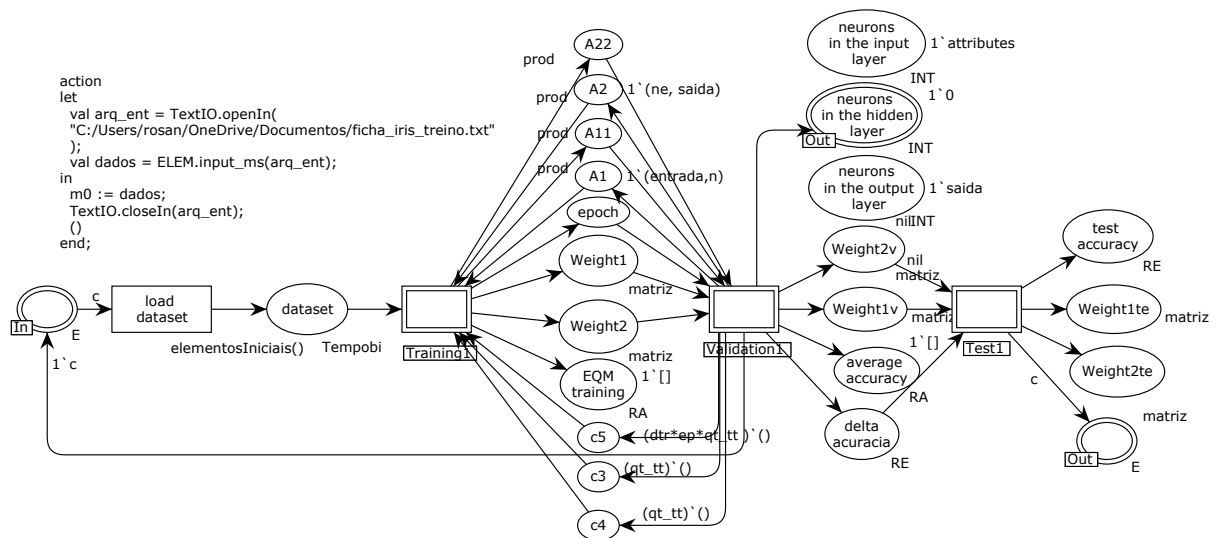 action
let
val arq_ent = TextIO.openIn(
"C:/Users/rosan/OneDrive/Documentos/ficha_iris_treino.txt"
);
val dados = ELEM.input_ms(arq_ent);
in
m0 := dados;
TextIO.closeIn(arq_ent);
()
end;
In
E
1`c
c
load
dataset
elementosIniciais()
dataset
Tempobi
Training1
A22
prod
A2
prod
1`(ne, saida)
A11
prod
A1
prod
1`(entrada,n)
epoch
Weight1
matriz
Weight2
matriz
1`[]
EQM
training
RA
c5
(dtr*ep*qt_tt )`()
c3
(qt_tt)`()
c4
(qt_tt)`()
Validation1
neurons
in the input
layer
1`attributes
INT
neurons
in the hidden
layer
1`0
Out
INT
neurons
in the output
layer
1`saida
INT
nil
Weight2v
nil
matriz
Weight1v
matriz
1`[]
average
accuracy
RA
delta
acuracia
RE
Test1
test
accuracy
RE
Weight1te
matriz
Weight2te
matriz
c
Out
E